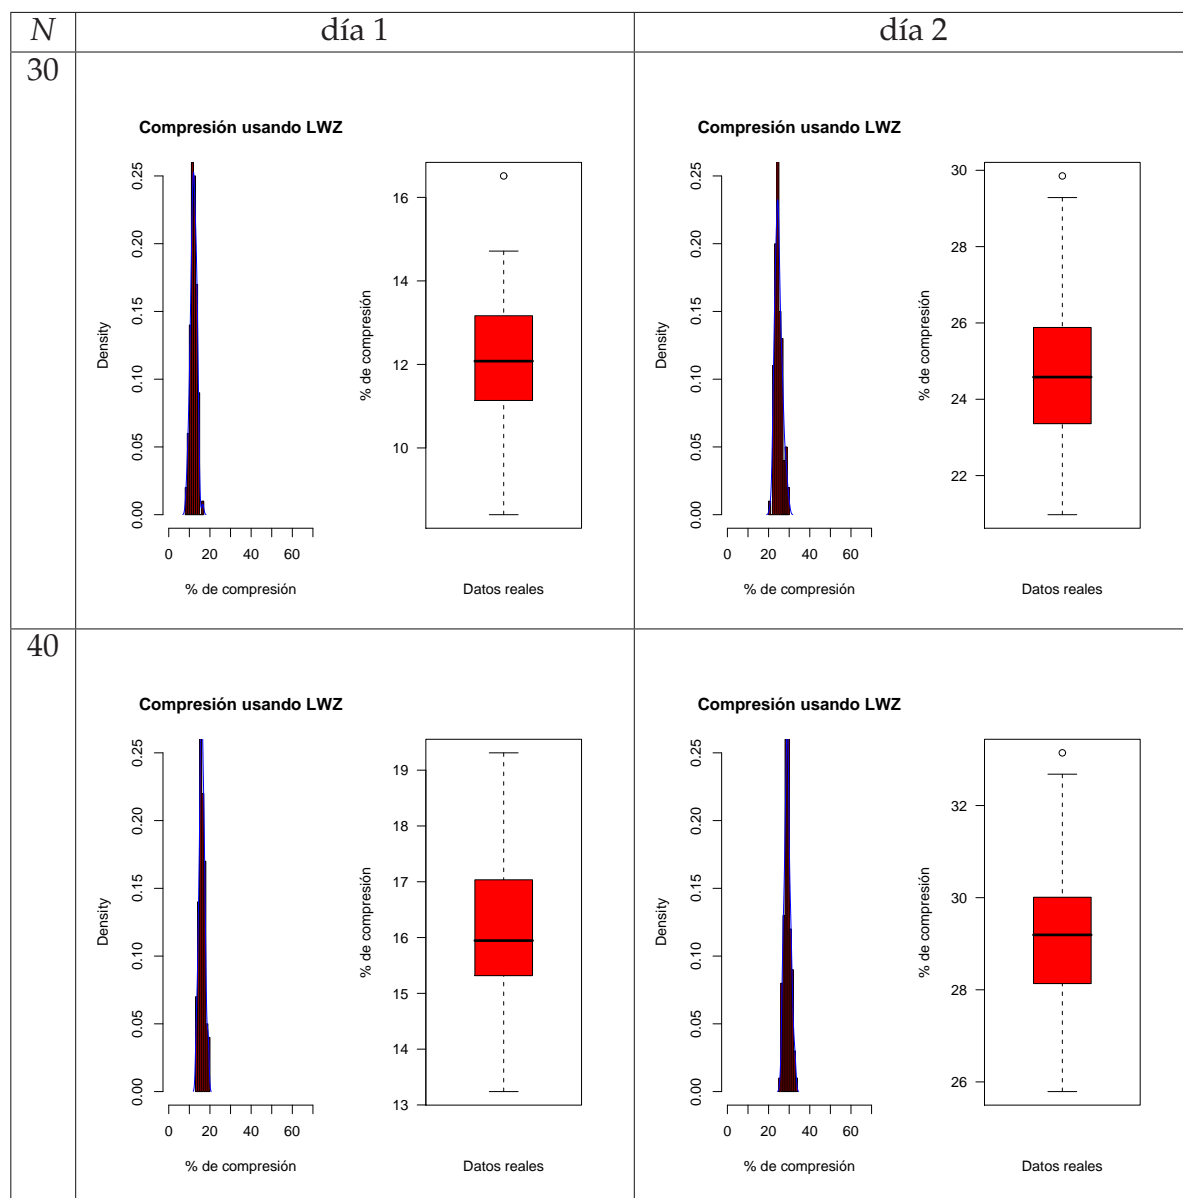 N día 1 día 2
30
Compresión usando LWZ
Density
0.00 0.05 0.10 0.15 0.20 0.25
0 20 40 60
% de compresión
% de compresión
10 12 14 16
Datos reales
Compresión usando LWZ
Density
0.00 0.05 0.10 0.15 0.20 0.25
0 20 40 60
% de compresión
% de compresión
22 24 26 28 30
Datos reales
40
Compresión usando LWZ
Density
0.00 0.05 0.10 0.15 0.20 0.25
0 20 40 60
% de compresión
% de compresión
13 14 15 16 17 18 19
Datos reales
Compresión usando LWZ
Density
0.00 0.05 0.10 0.15 0.20 0.25
0 20 40 60
% de compresión
% de compresión
26 28 30 32
Datos reales